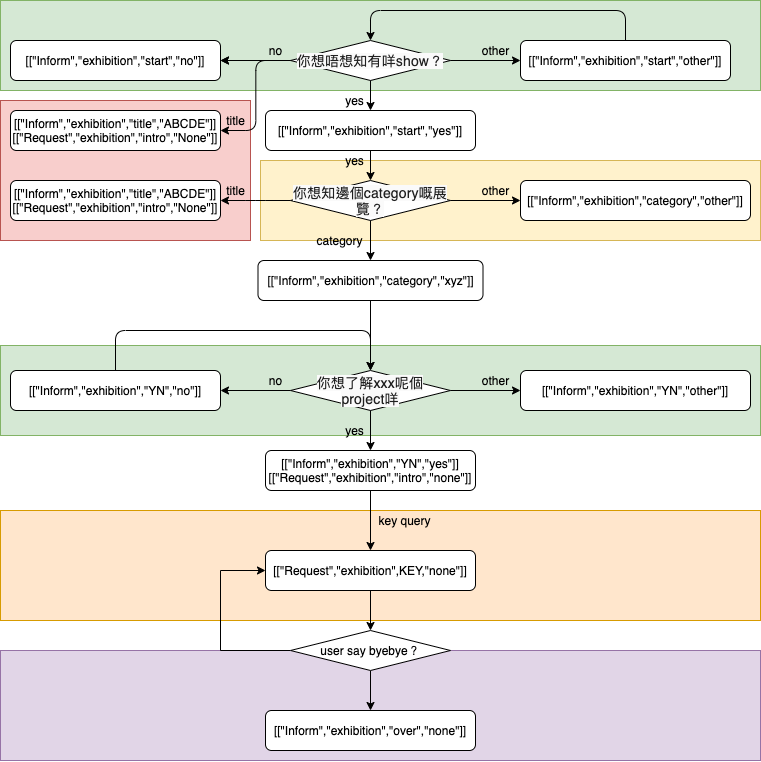 你想唔想知有咩show？
no
other
[["Inform","exhibition","start","no"]]
[["Inform","exhibition","start","other"]]
yes
title
[["Inform","exhibition","title","ABCDE"]]
[["Request","exhibition","intro","None"]]
[["Inform","exhibition","start","yes"]]
yes
你想知邊個category嘅展
覽？
title
other
[["Inform","exhibition","title","ABCDE"]]
[["Request","exhibition","intro","None"]]
[["Inform","exhibition","category","other"]]
category
[["Inform","exhibition","category","xyz"]]
你想了解xxx呢個
project咩
no
other
[["Inform","exhibition","YN","no"]]
[["Inform","exhibition","YN","other"]]
yes
[["Inform","exhibition","YN","yes"]]
[["Request","exhibition","intro","none"]]
key query
[["Request","exhibition",KEY,"none"]]
user say byebye ?
[["Inform","exhibition","over","none"]]